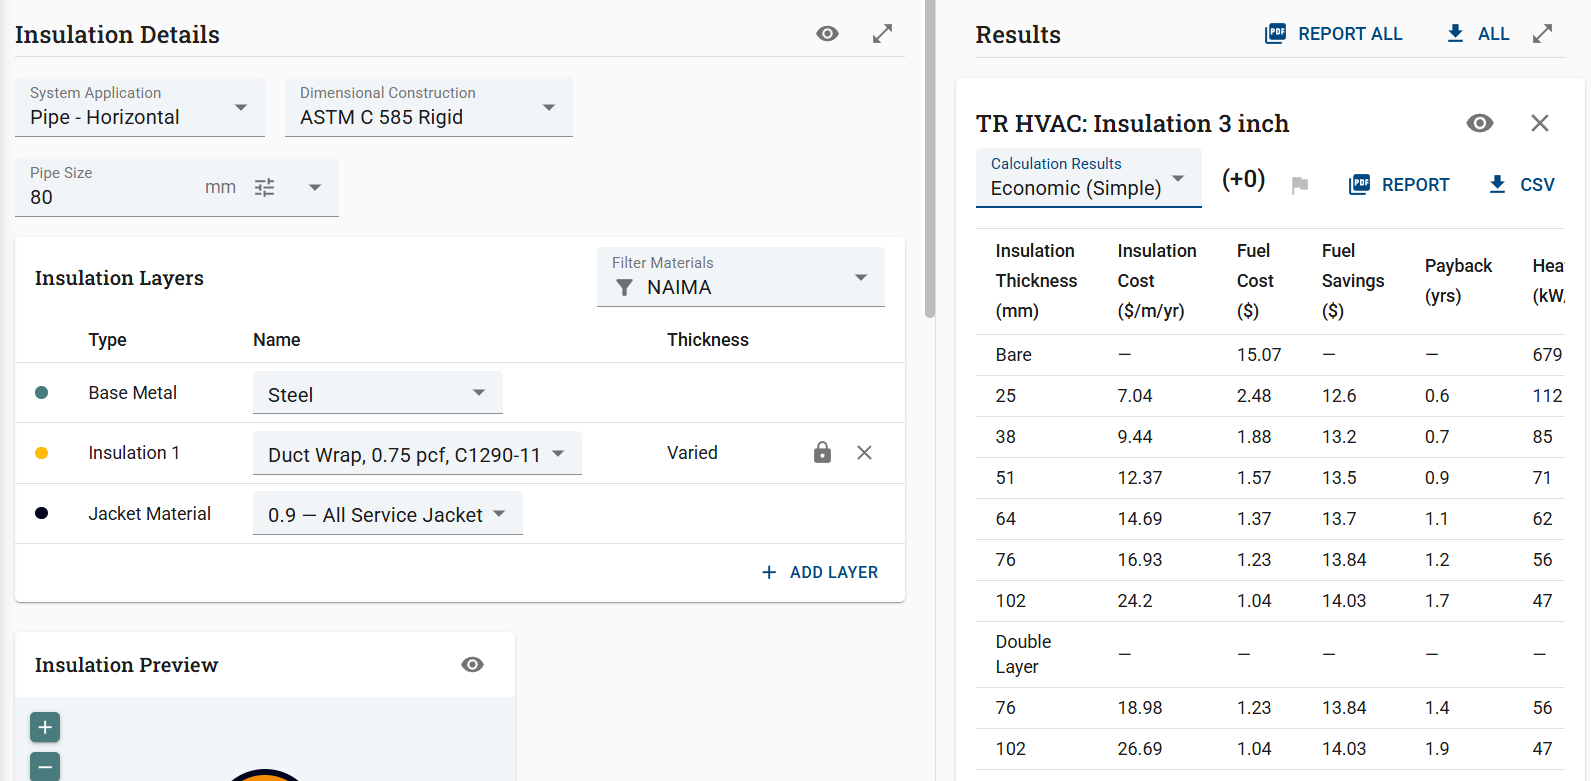 Insulation Details
System Application
Pipe - Horizontal
Dimensional Construction
ASTM C 585 Rigid
Pipe Size
80 mm
Insulation Layers
Filter Materials
NAIMA
Type Name Thickness
Base Metal Steel
Insulation 1 Duct Wrap, 0.75 pcf, C1290-11 Varied
Jacket Material 0.9 — All Service Jacket
+ ADD LAYER
Insulation Preview
+
−
Results
PDF REPORT ALL ALL
TR HVAC: Insulation 3 inch
Calculation Results
Economic (Simple)
(+0) PDF REPORT CSV
Insulation Insulation Fuel Fuel
Thickness Cost Cost Savings Payback Hea
(mm) ($/m/yr) ($) ($) (yrs) (kW/
Bare — 15.07 — — 679
25 7.04 2.48 12.6 0.6 112
38 9.44 1.88 13.2 0.7 85
51 12.37 1.57 13.5 0.9 71
64 14.69 1.37 13.7 1.1 62
76 16.93 1.23 13.84 1.2 56
102 24.2 1.04 14.03 1.7 47
Double
Layer — — — — —
76 18.98 1.23 13.84 1.4 56
102 26.69 1.04 14.03 1.9 47